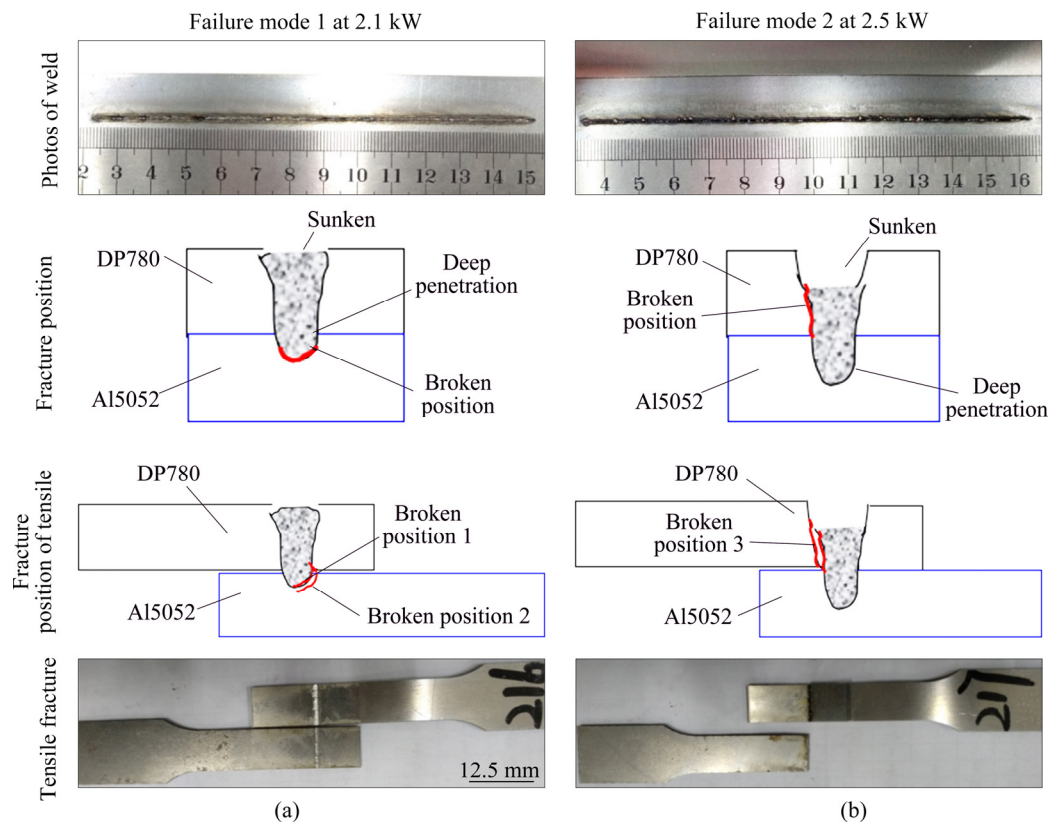 Failure mode 1 at 2.1 kW
Failure mode 2 at 2.5 kW
Photos of weld
2 3 4 5 6 7 8 9 10 11 12 13 14 15
4 5 6 7 8 9 10 11 12 13 14 15 16
Fracture position
Sunken
DP780
Deep
penetration
Al5052
Broken
position
Sunken
DP780
Broken
position
Al5052
Deep
penetration
Fracture
position of tensile
DP780
Broken
position 1
Al5052
Broken position 2
DP780
Broken
position 3
Al5052
Tensile fracture
216
12.5 mm
217
(a)
(b)